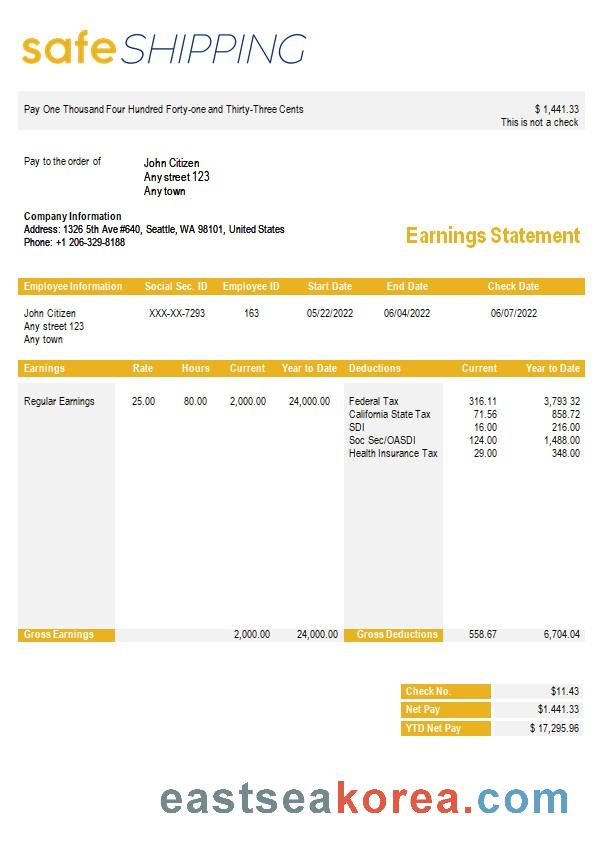 safeSHIPPING
Pay One Thousand Four Hundred Forty-one and Thirty-Three Cents $ 1,441.33
This is not a check
Pay to the order of John Citizen
Any street 123
Any town
Company Information
Address: 1326 5th Ave #640, Seattle, WA 98101, United States
Phone: +1 206-329-8188
Earnings Statement
Employee Information Social Sec. ID Employee ID Start Date End Date Check Date
John Citizen XXX-XX-7293 163 05/22/2022 06/04/2022 06/07/2022
Any street 123
Any town
Earnings Rate Hours Current Year to Date Deductions Current Year to Date
Regular Earnings 25.00 80.00 2,000.00 24,000.00 Federal Tax 316.11 3,793 32
California State Tax 71.56 858.72
SDI 16.00 216.00
Soc Sec/OASDI 124.00 1,488.00
Health Insurance Tax 29.00 348.00
Gross Earnings 2,000.00 24,000.00 Gross Deductions 558.67 6,704.04
Check No. $11.43
Net Pay $1.441.33
YTD Net Pay $ 17,295.96
eastseakorea.com